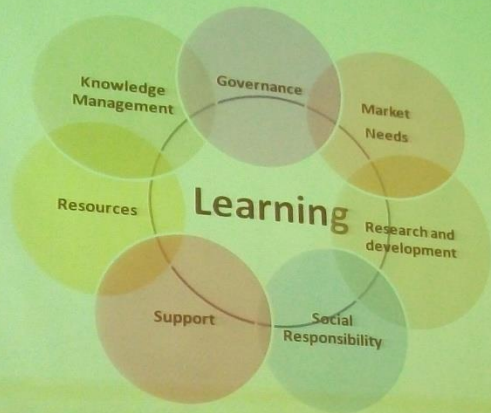 Knowledge
Management
Governance
Market
Needs
Resources
Learning
Research and
development
Support
Social
Responsibility